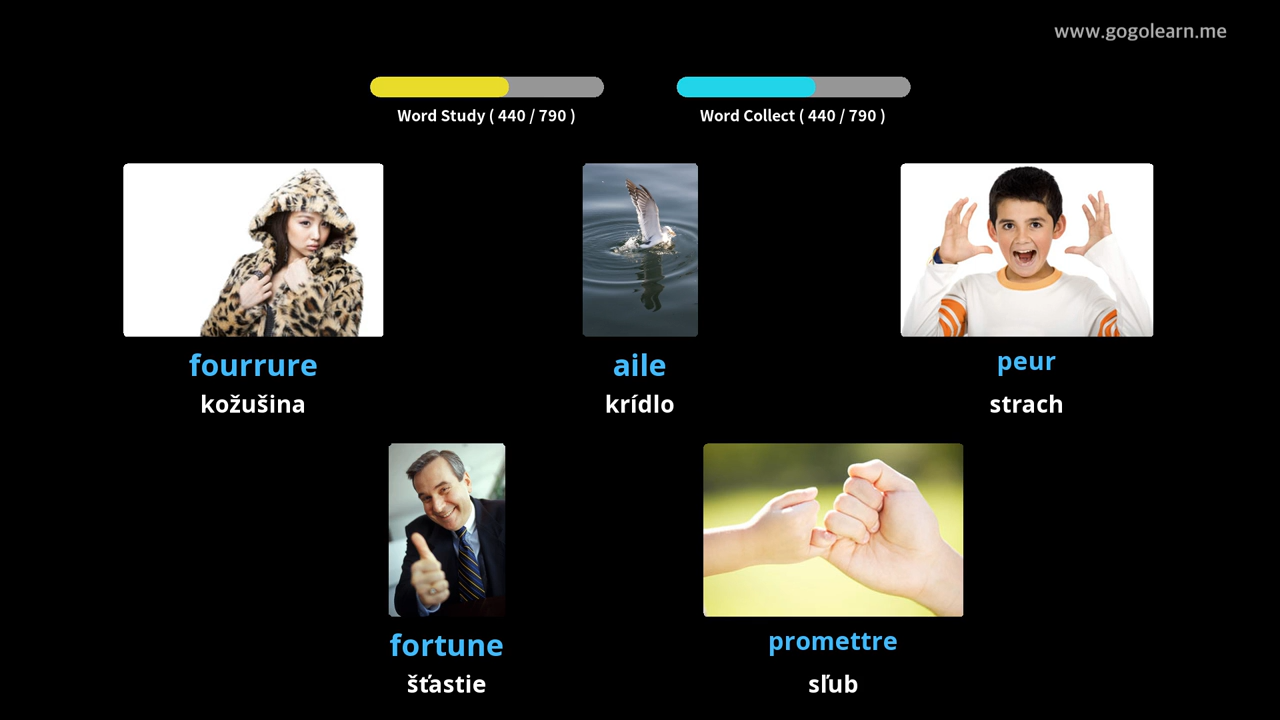 www.gogolearn.me
Word Study ( 440 / 790 )
Word Collect ( 440 / 790 )
fourrure
kožušina
aile
krídlo
peur
strach
fortune
šťastie
promettre
sľub